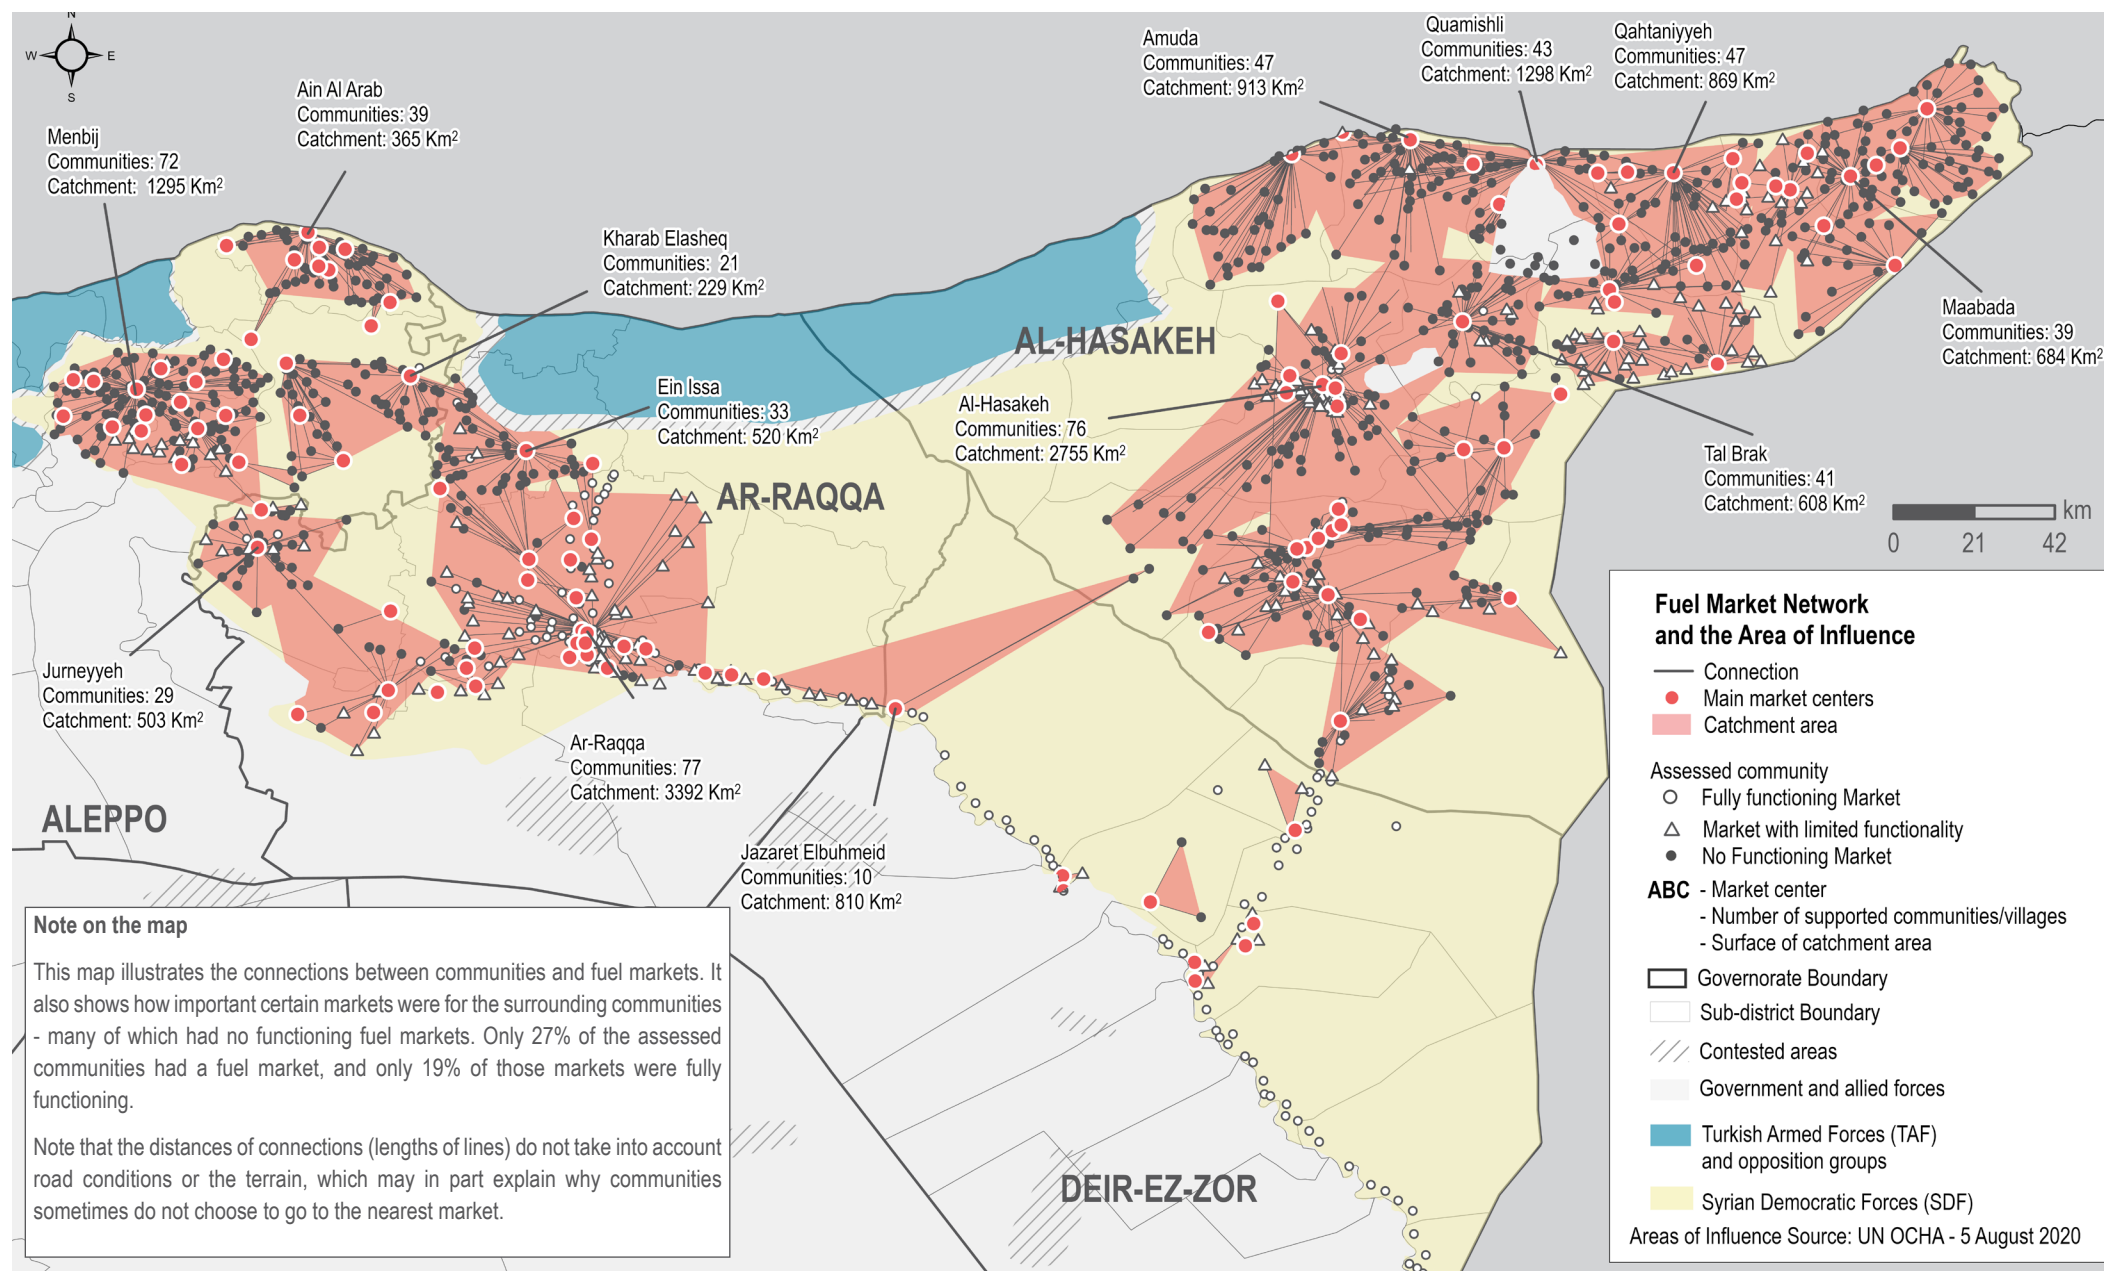 N
W
E
S
Menbij
Communities: 72
Catchment:  1295 Km²
Ain Al Arab
Communities: 39
Catchment: 365 Km²
Kharab Elasheq
Communities:  21
Catchment: 229 Km²
Ein Issa
Communities: 33
Catchment: 520 Km²
Amuda
Communities: 47
Catchment: 913 Km²
Quamishli
Communities: 43
Catchment: 1298 Km²
Qahtaniyyeh
Communities: 47
Catchment: 869 Km²
Maabada
Communities: 39
Catchment: 684 Km²
AL-HASAKEH
Al-Hasakeh
Communities: 76
Catchment: 2755 Km²
Tal Brak
Communities: 41
Catchment: 608 Km²
AR-RAQQA
Jurneyyeh
Communities: 29
Catchment: 503 Km²
Ar-Raqqa
Communities: 77
Catchment: 3392 Km²
Jazaret Elbuhmeid
Communities: 10
Catchment: 810 Km²
ALEPPO
DEIR-EZ-ZOR
km
0 21 42
Note on the map
This map illustrates the connections between communities and fuel markets. It
also shows how important certain markets were for the surrounding communities
- many of which had no functioning fuel markets. Only 27% of the assessed
communities had a fuel market, and only 19% of those markets were fully
functioning.
Note that the distances of connections (lengths of lines) do not take into account
road conditions or the terrain, which may in part explain why communities
sometimes do not choose to go to the nearest market.
Fuel Market Network
and the Area of Influence
Connection
Main market centers
Catchment area
Assessed community
Fully functioning Market
Market with limited functionality
No Functioning Market
ABC - Market center
- Number of supported communities/villages
- Surface of catchment area
Governorate Boundary
Sub-district Boundary
Contested areas
Government and allied forces
Turkish Armed Forces (TAF)
and opposition groups
Syrian Democratic Forces (SDF)
Areas of Influence Source: UN OCHA - 5 August 2020